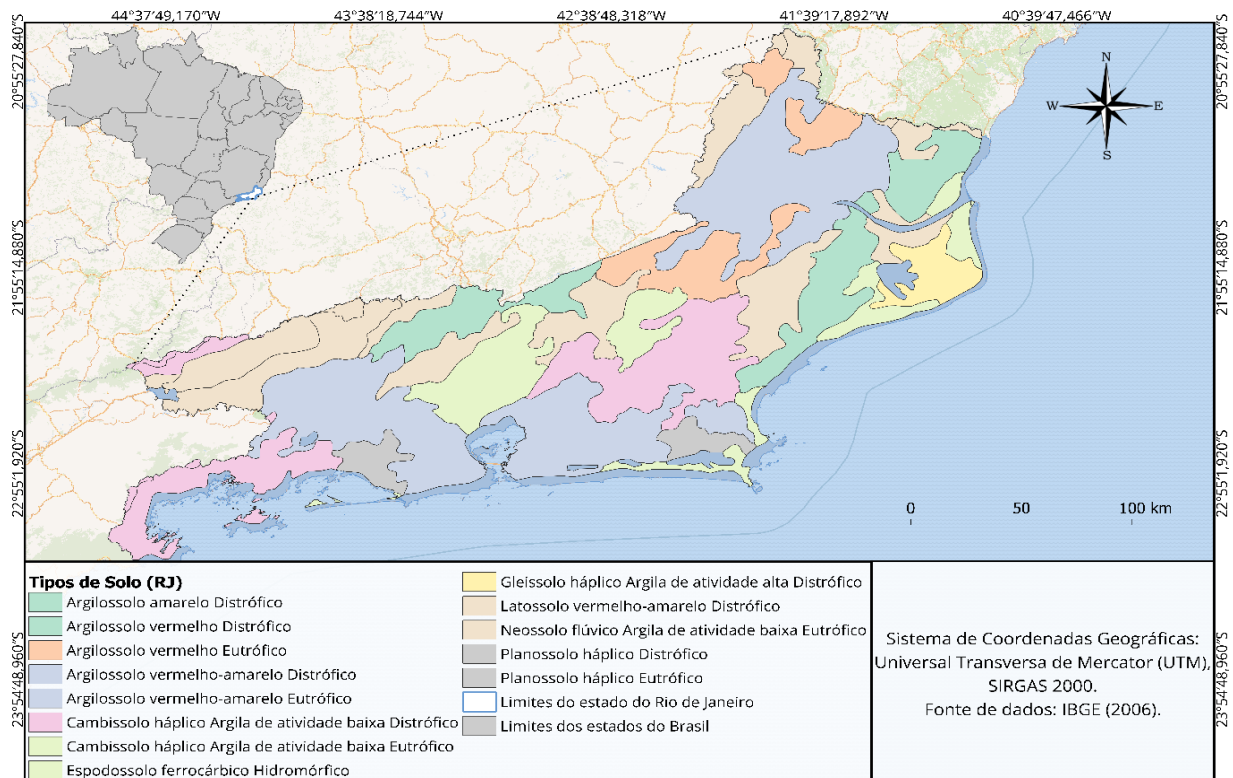 44°37'49,170"W 43°38'18,744"W 42°38'48,318"W 41°39'17,892"W 40°39'47,466"W
20°55'27,840"S
20°55'27,840"S
21°55'14,880"S
21°55'14,880"S
22°55'1,920"S
22°55'1,920"S
23°54'48,960"S
23°54'48,960"S
N
W E
S
0 50 100 km
Tipos de Solo (RJ)
Argilossolo amarelo Distrófico
Argilossolo vermelho Distrófico
Argilossolo vermelho Eutrófico
Argilossolo vermelho-amarelo Distrófico
Argilossolo vermelho-amarelo Eutrófico
Cambissolo háplico Argila de atividade baixa Distrófico
Cambissolo háplico Argila de atividade baixa Eutrófico
Espodossolo ferrocárbico Hidromórfico
Gleissolo háplico Argila de atividade alta Distrófico
Latossolo vermelho-amarelo Distrófico
Neossolo flúvico Argila de atividade baixa Eutrófico
Planossolo háplico Distrófico
Planossolo háplico Eutrófico
Limites do estado do Rio de Janeiro
Limites dos estados do Brasil
Sistema de Coordenadas Geográficas:
Universal Transversa de Mercator (UTM),
SIRGAS 2000.
Fonte de dados: IBGE (2006).